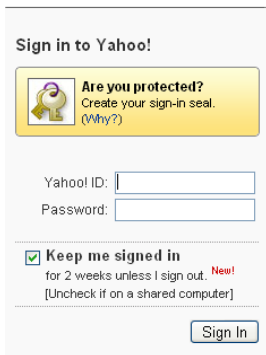 Sign in to Yahoo!
Are you protected?
Create your sign-in seal.
(Why?)
Yahoo! ID:
Password:
Keep me signed in
for 2 weeks unless I sign out. New!
[Uncheck if on a shared computer]
Sign In